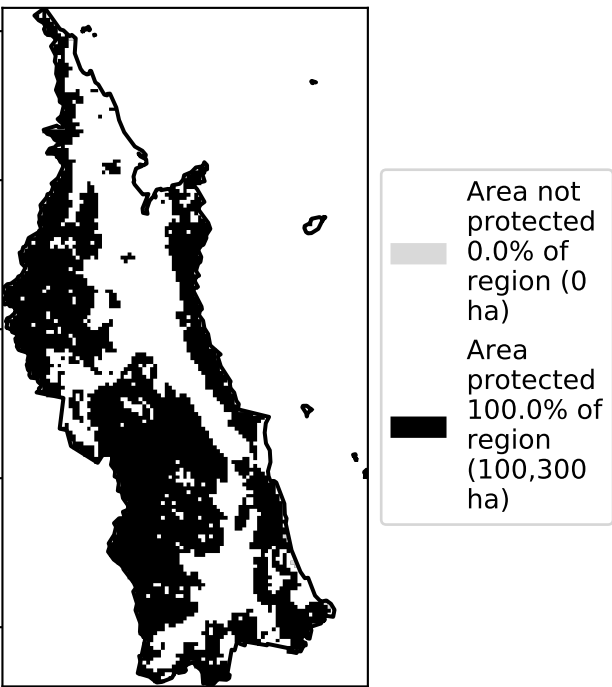 Area not
protected
0.0% of
region (0
ha)
Area
protected
100.0% of
region
(100,300
ha)